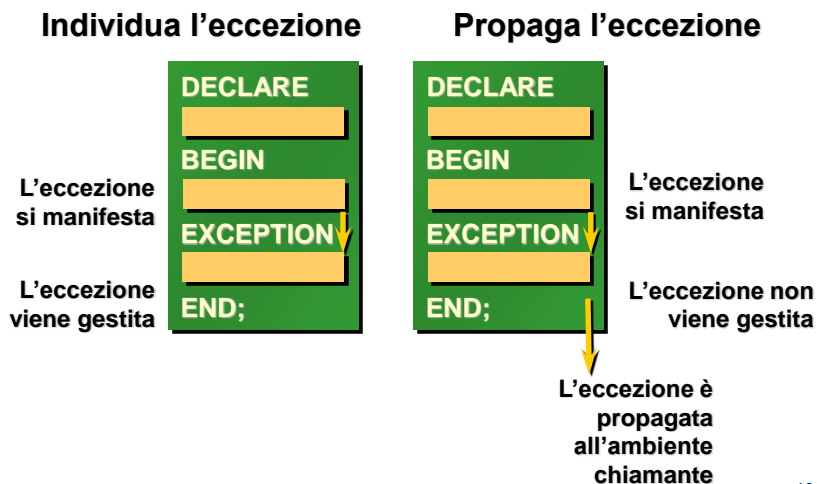 Individua l'eccezione
Propaga l'eccezione
DECLARE
BEGIN
EXCEPTION
END;
L'eccezione
si manifesta
L'eccezione
viene gestita
DECLARE
BEGIN
EXCEPTION
END;
L'eccezione
si manifesta
L'eccezione non
viene gestita
L'eccezione è
propagata
all'ambiente
chiamante